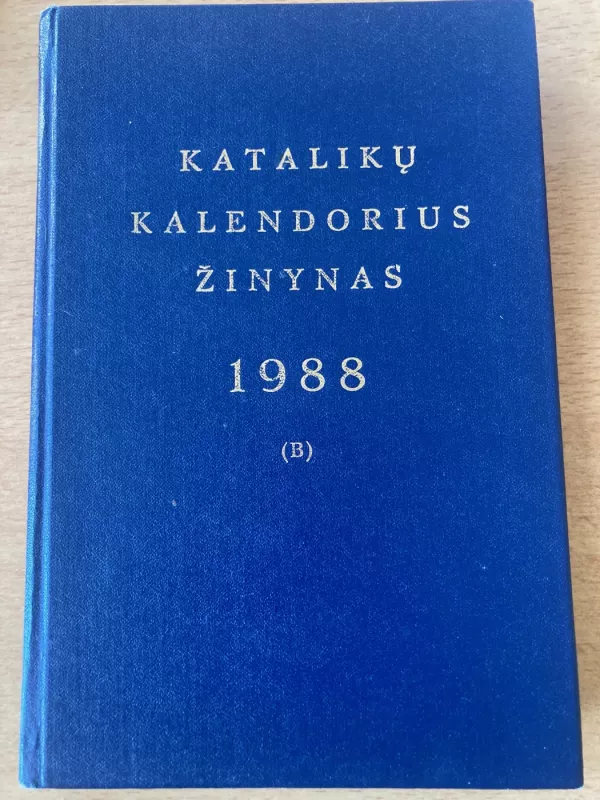 KATALIKŲ
KALENDORIUS
ŽINYNAS
1988
(B)